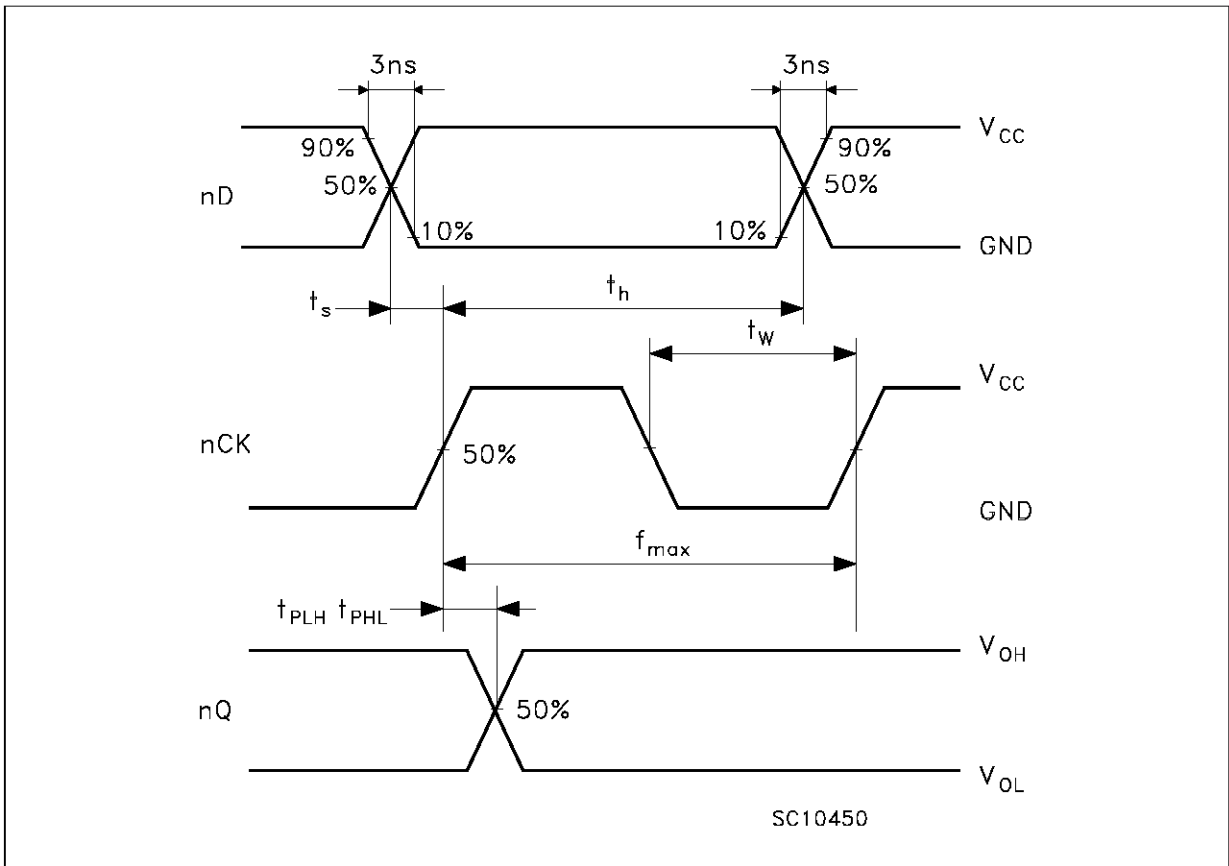 3ns 3ns
V_CC
90% 90%
nD 50% 50%
10% 10%
GND
t_s t_h
t_W
V_CC
nCK 50%
GND
f_max
t_PLH t_PHL
V_OH
nQ 50%
V_OL
SC10450